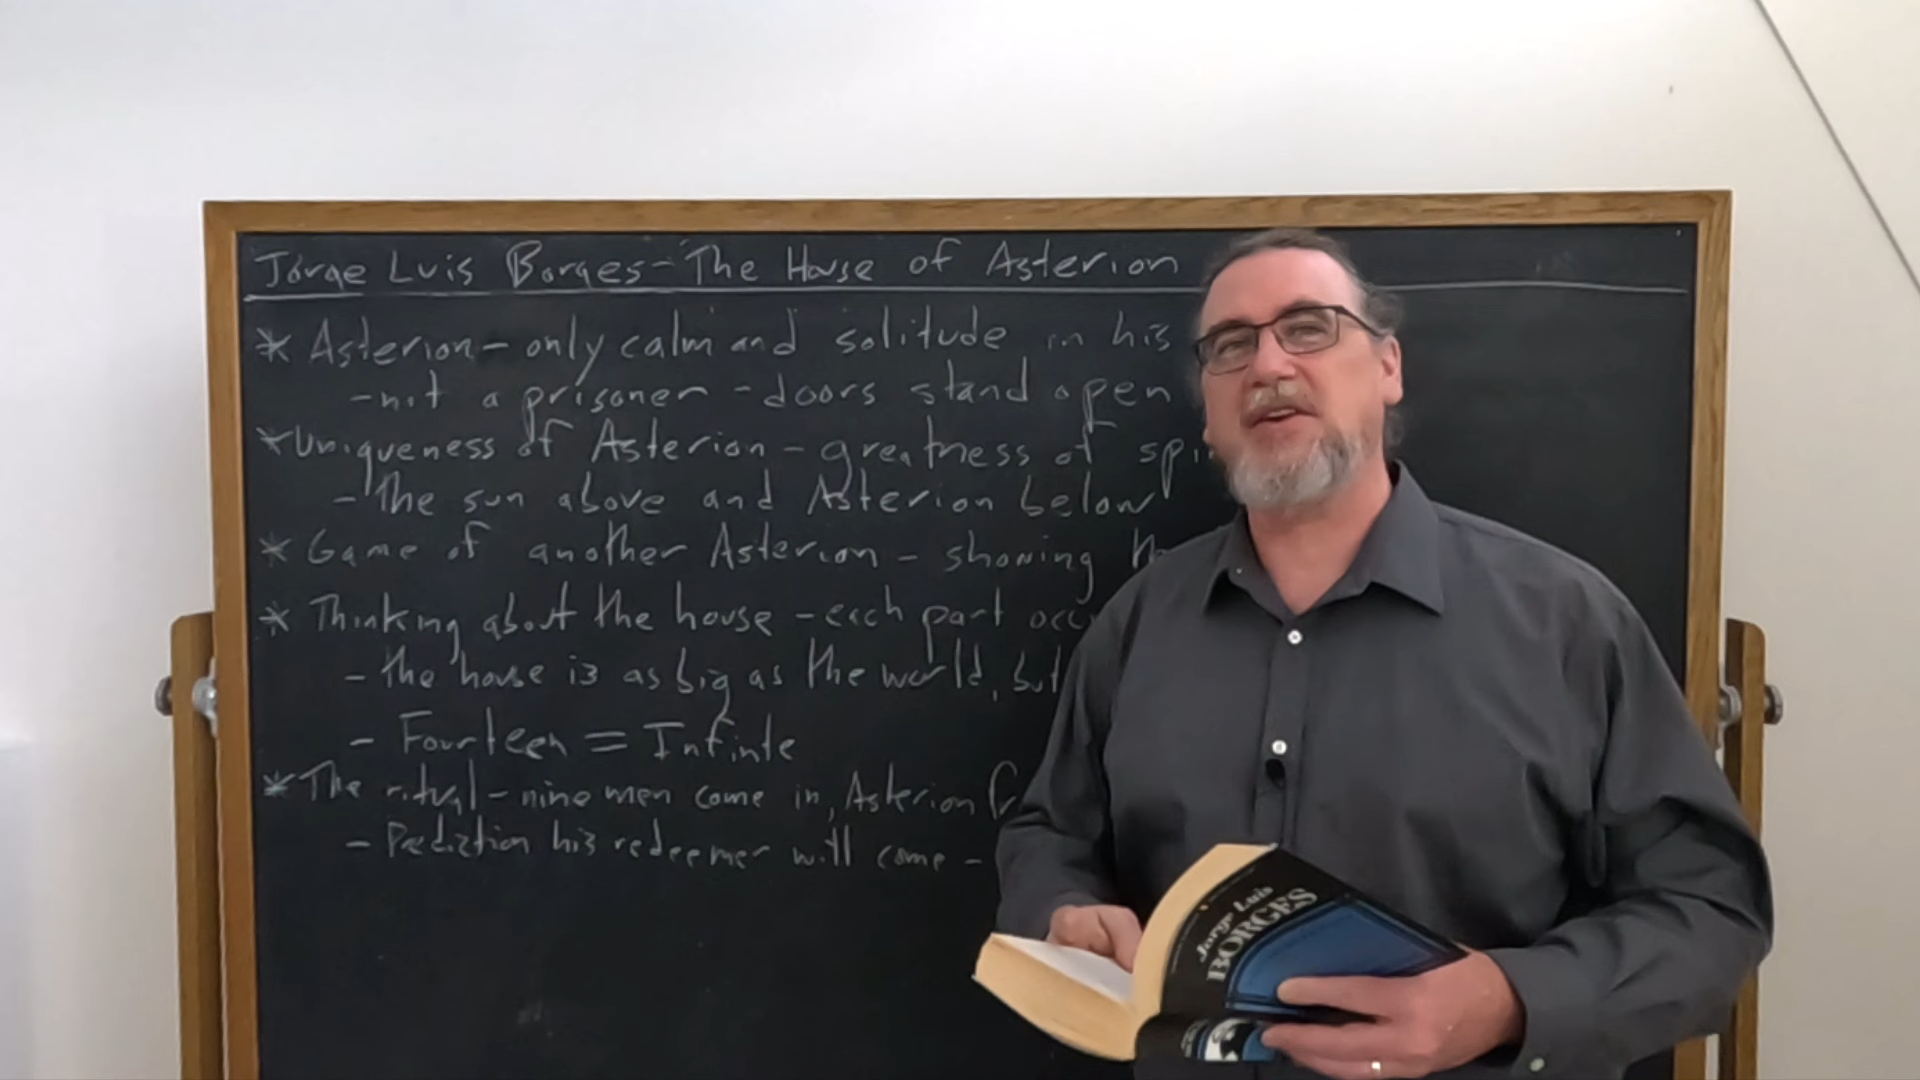 Jorge Luis Borges - The House of Asterion
* Asterion - only calm and solitude in his
- not a prisoner - doors stand open
* Uniqueness of Asterion - greatness of spi
- the sun above and Asterion below
* Game of another Asterion - showing
* Thinking about the house - each part occ
- the house is as big as the world, but
- Fourteen = Infinte
* The ritual - nine men come in, Asterion
- Prediction his redeemer will come -
Jorge Luis
BORGES